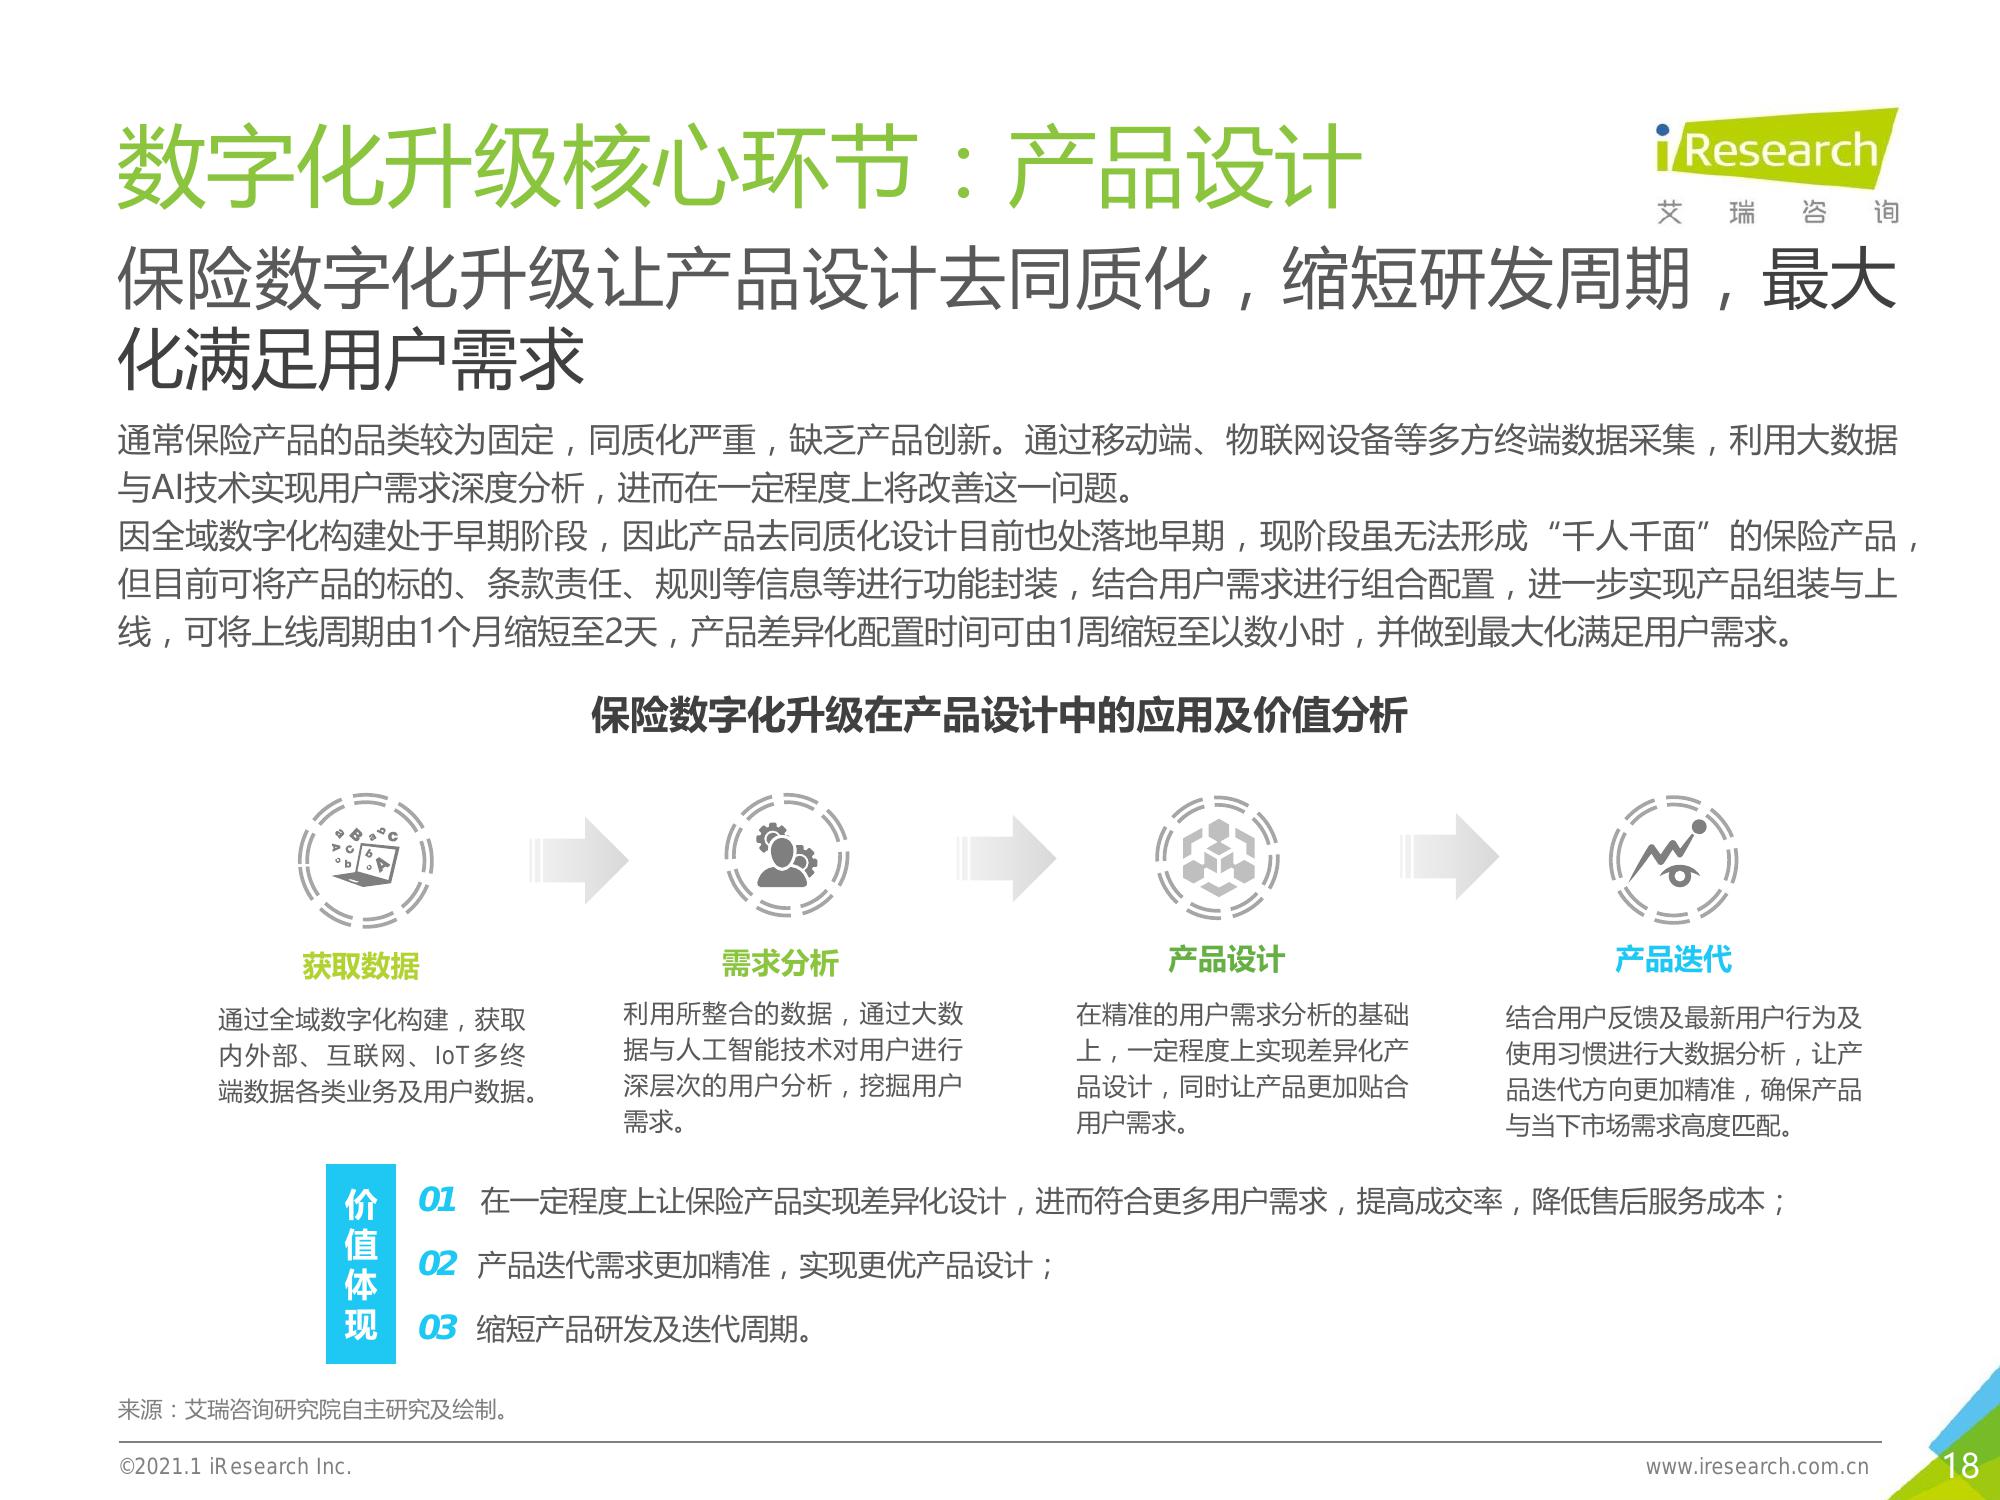 数字化升级核心环节：产品设计
iResearch
艾瑞咨询
保险数字化升级让产品设计去同质化，缩短研发周期，最大
化满足用户需求
通常保险产品的品类较为固定，同质化严重，缺乏产品创新。通过移动端、物联网设备等多方终端数据采集，利用大数据
与AI技术实现用户需求深度分析，进而在一定程度上将改善这一问题。
因全域数字化构建处于早期阶段，因此产品去同质化设计目前也处落地早期，现阶段虽无法形成“千人千面”的保险产品，
但目前可将产品的标的、条款责任、规则等信息等进行功能封装，结合用户需求进行组合配置，进一步实现产品组装与上
线，可将上线周期由1个月缩短至2天，产品差异化配置时间可由1周缩短至以数小时，并做到最大化满足用户需求。
保险数字化升级在产品设计中的应用及价值分析
获取数据
通过全域数字化构建，获取
内外部、互联网、IoT多终
端数据各类业务及用户数据。
需求分析
利用所整合的数据，通过大数
据与人工智能技术对用户进行
深层次的用户分析，挖掘用户
需求。
产品设计
在精准的用户需求分析的基础
上，一定程度上实现差异化产
品设计，同时让产品更加贴合
用户需求。
产品迭代
结合用户反馈及最新用户行为及
使用习惯进行大数据分析，让产
品迭代方向更加精准，确保产品
与当下市场需求高度匹配。
价值体现
01 在一定程度上让保险产品实现差异化设计，进而符合更多用户需求，提高成交率，降低售后服务成本；
02 产品迭代需求更加精准，实现更优产品设计；
03 缩短产品研发及迭代周期。
来源：艾瑞咨询研究院自主研究及绘制。
©2021.1 iResearch Inc.
www.iresearch.com.cn
18